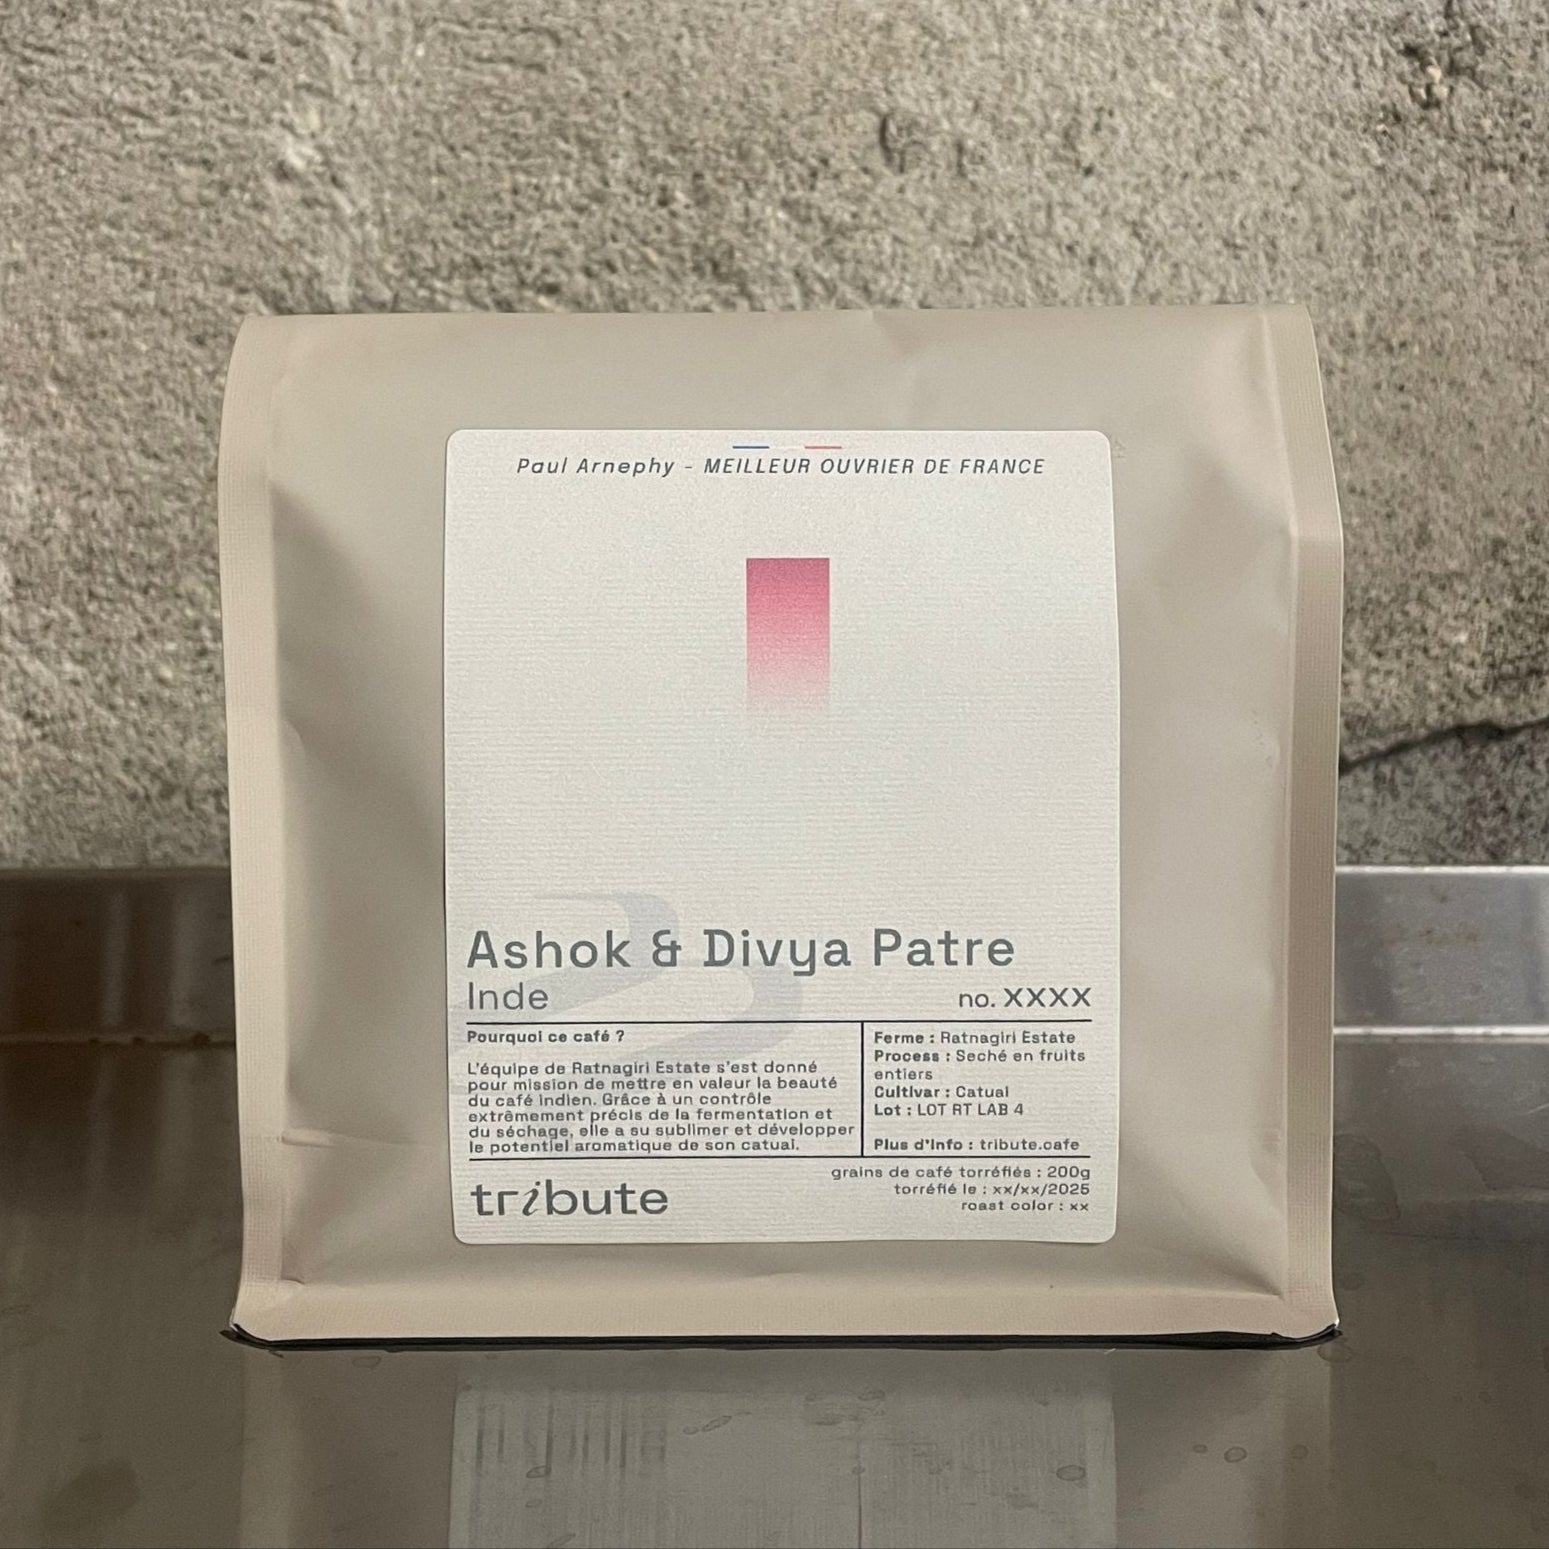 Paul Arnephy - MEILLEUR OUVRIER DE FRANCE
Ashok & Divya Patre
Inde
no. XXXX
Pourquoi ce café ?
L'équipe de Ratnagiri Estate s'est donné
pour mission de mettre en valeur la beauté
du café indien. Grâce à un contrôle
extrêmement précis de la fermentation et
du séchage, elle a su sublimer et développer
le potentiel aromatique de son catuai.
Ferme : Ratnagiri Estate
Process : Seché en fruits
entiers
Cultivar : Catuai
Lot : LOT RT LAB 4
Plus d'info : tribute.cafe
tribute
grains de café torréfiés : 200g
torréfié le : xx/xx/2025
roast color : xx